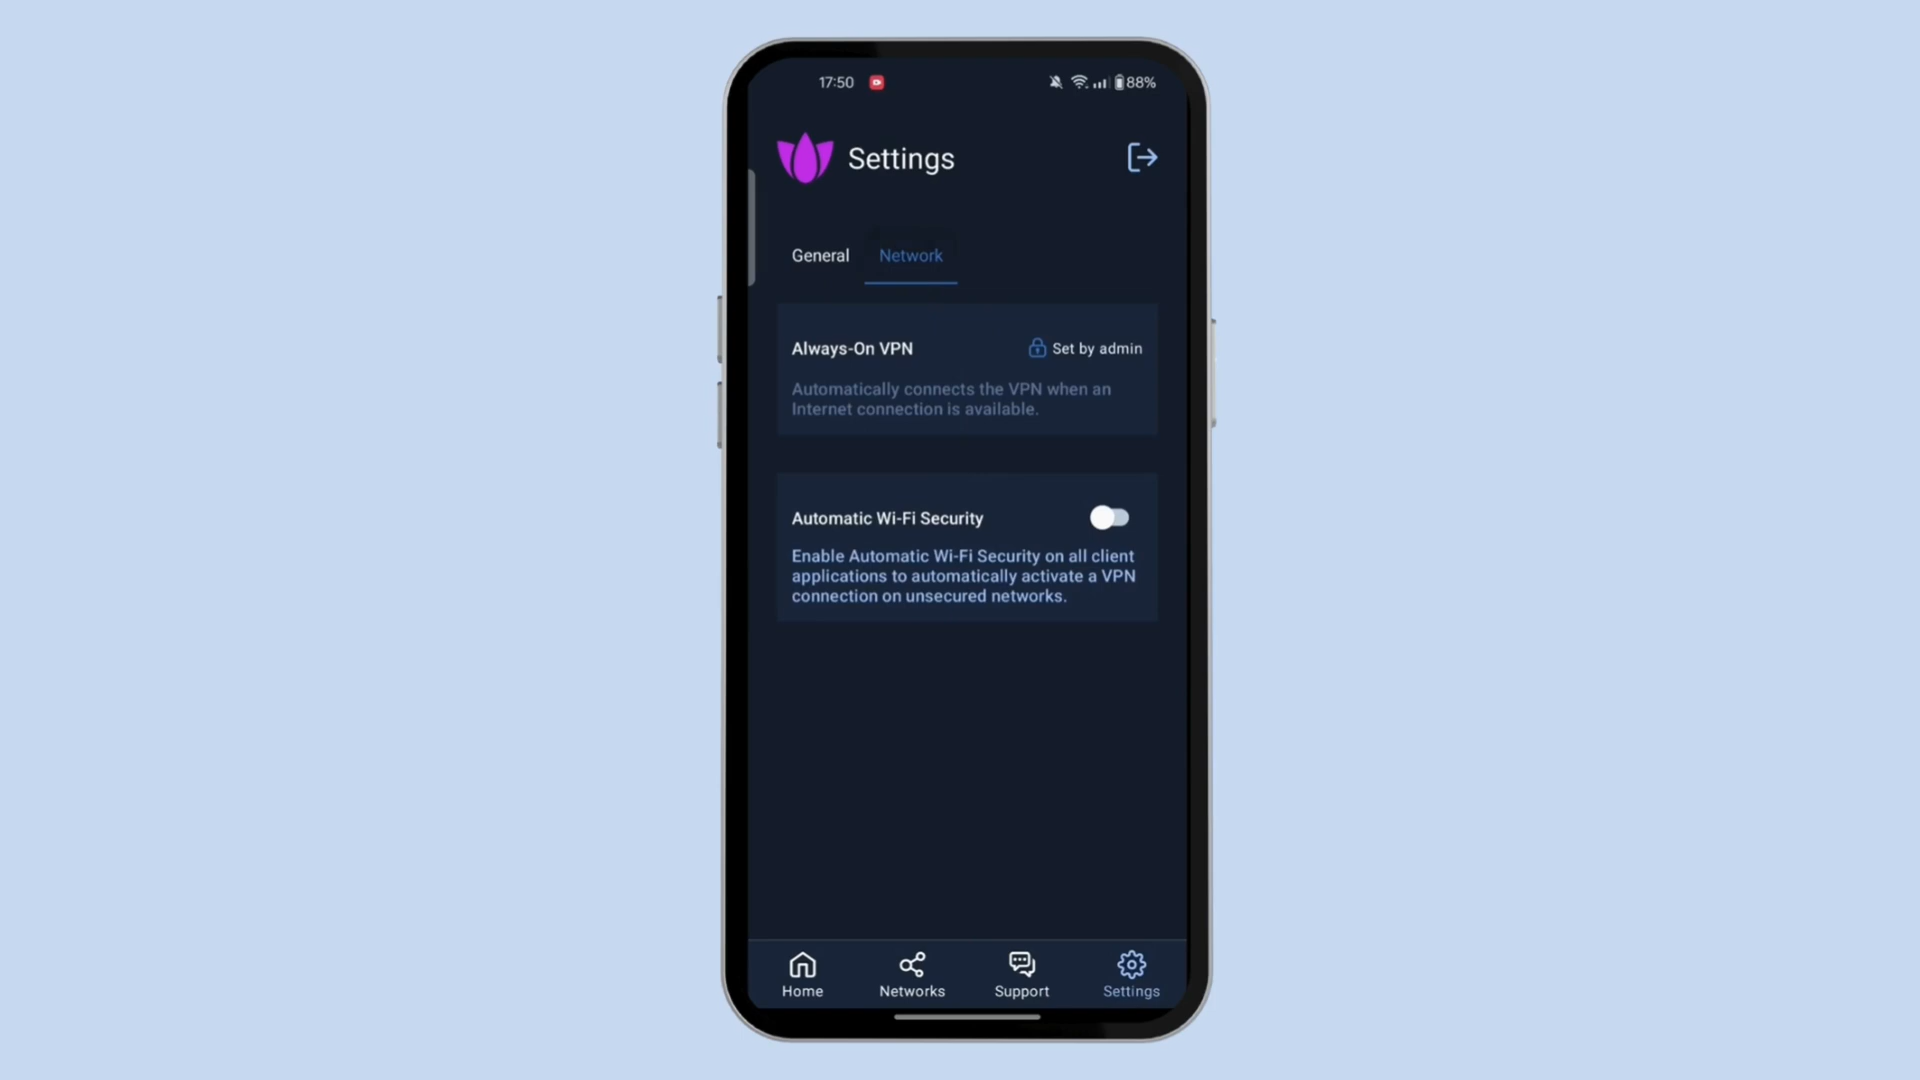 17:50
88%
Settings
General
Network
Always-On VPN
Set by admin
Automatically connects the VPN when an
Internet connection is available.
Automatic Wi-Fi Security
Enable Automatic Wi-Fi Security on all client
applications to automatically activate a VPN
connection on unsecured networks.
Home
Networks
Support
Settings